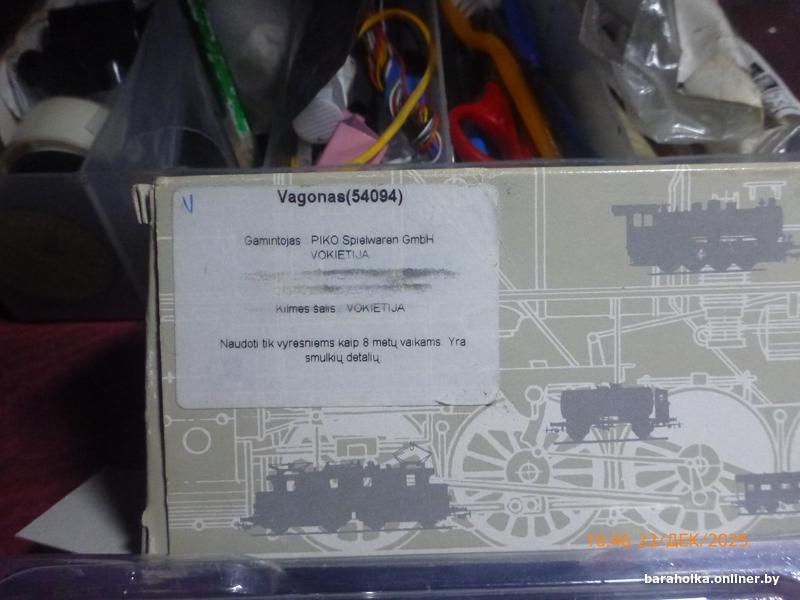 N
Vagonas(54094)
Gamintojas : PIKO Spielwaren GmbH
VOKIETIJA
Kilmės šalis : VOKIETIJA
Naudoti tik vyresniems kaip 8 metų vaikams. Yra
smulkių detalių.
16:46 22/ДЕК/2025
baraholka.onliner.by